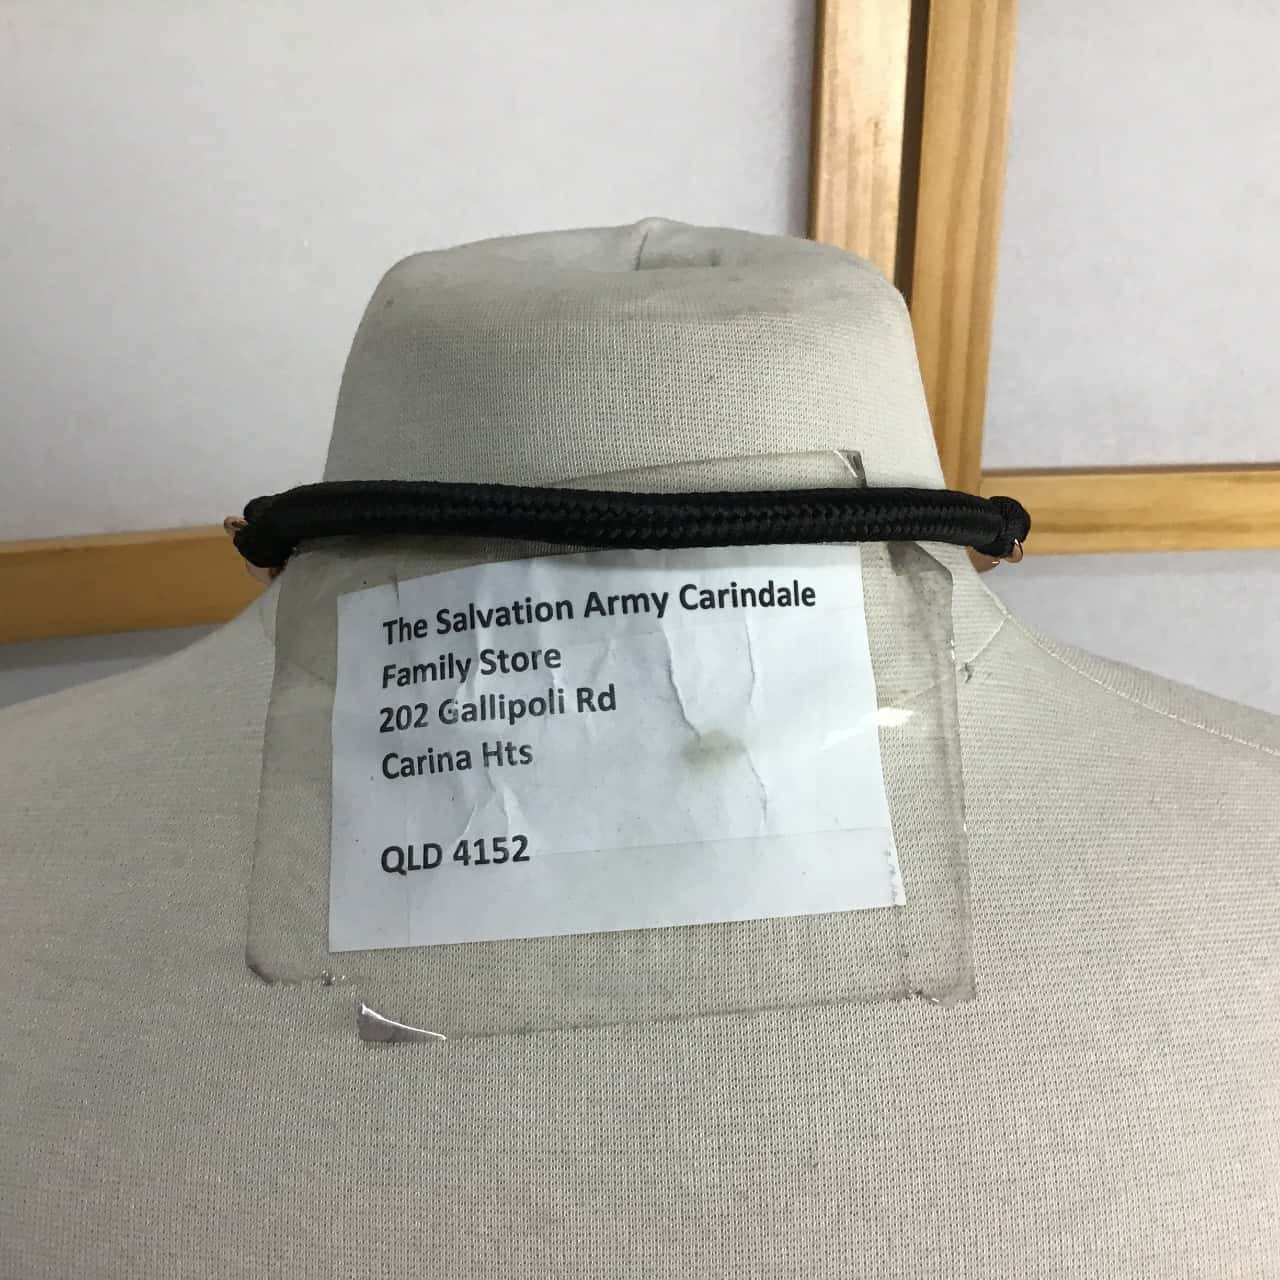 The Salvation Army Carindale
Family Store
202 Gallipoli Rd
Carina Hts
QLD 4152